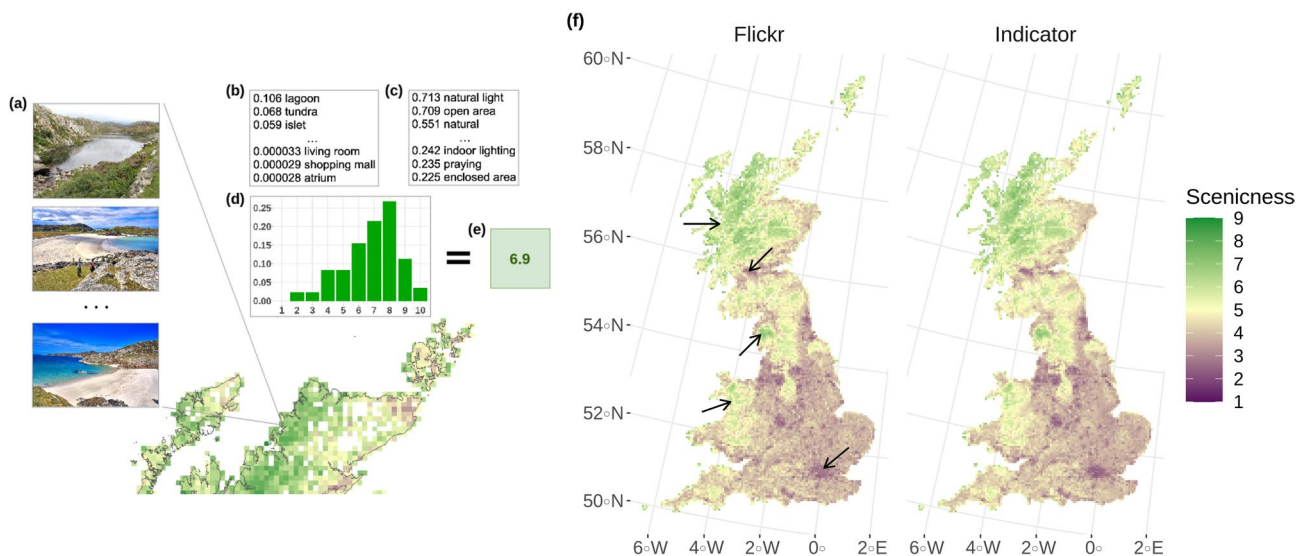 (a)
(b)
0.106 lagoon
0.068 tundra
0.059 islet
...
0.000033 living room
0.000029 shopping mall
0.000028 atrium
(c)
0.713 natural light
0.709 open area
0.551 natural
...
0.242 indoor lighting
0.235 praying
0.225 enclosed area
(d)
0.25
0.20
0.15
0.10
0.05
0.00
1 2 3 4 5 6 7 8 9 10
=
(e)
6.9
...
(f)
Flickr
Indicator
60°N
58°N
56°N
54°N
52°N
50°N
6°W 4°W 2°W 0° 2°E
6°W 4°W 2°W 0° 2°E
Scenicness
9
8
7
6
5
4
3
2
1